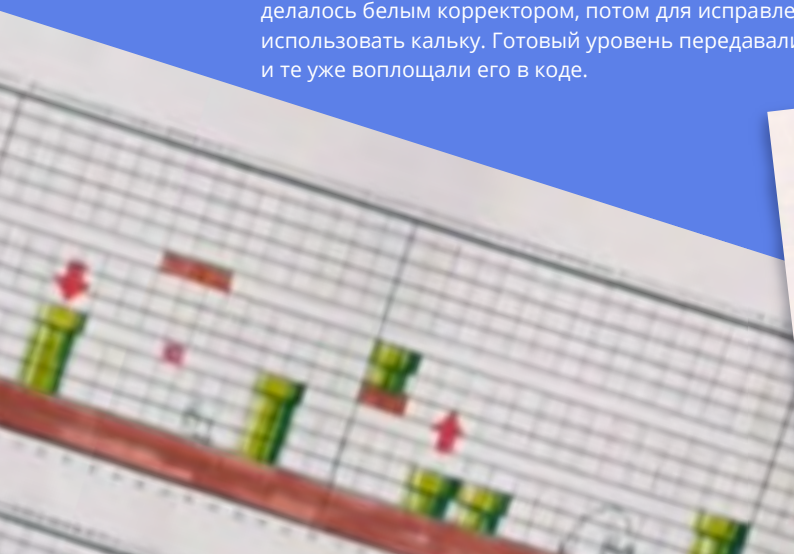 делалось белым корректором, потом для исправле
использовать кальку. Готовый уровень передавали
и те уже воплощали его в коде.